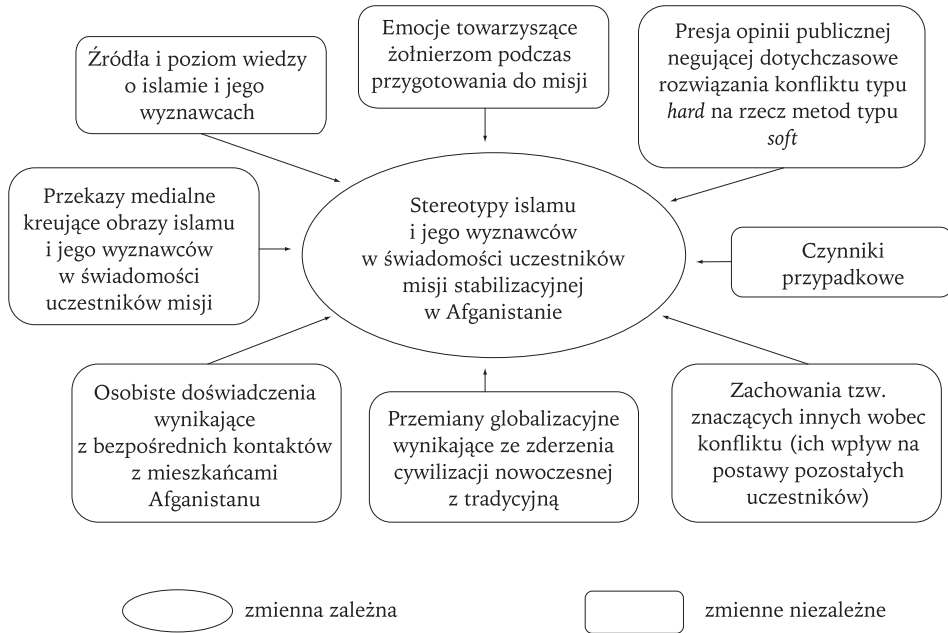 Źródła i poziom wiedzy
o islamie i jego
wyznawcach
Emocje towarzyszące
żołnierzom podczas
przygotowania do misji
Presja opinii publicznej
negującej dotychczasowe
rozwiązania konfliktu typu
hard na rzecz metod typu
soft
Przekazy medialne
kreujące obrazy islamu
i jego wyznawców
w świadomości
uczestników misji
Stereotypy islamu
i jego wyznawców
w świadomości uczestników
misji stabilizacyjnej
w Afganistanie
Czynniki
przypadkowe
Osobiste doświadczenia
wynikające
z bezpośrednich kontaktów
z mieszkańcami
Afganistanu
Przemiany globalizacyjne
wynikające ze zderzenia
cywilizacji nowoczesnej
z tradycyjną
Zachowania tzw.
znaczących innych wobec
konfliktu (ich wpływ na
postawy pozostałych
uczestników)
zmienna zależna
zmienne niezależne